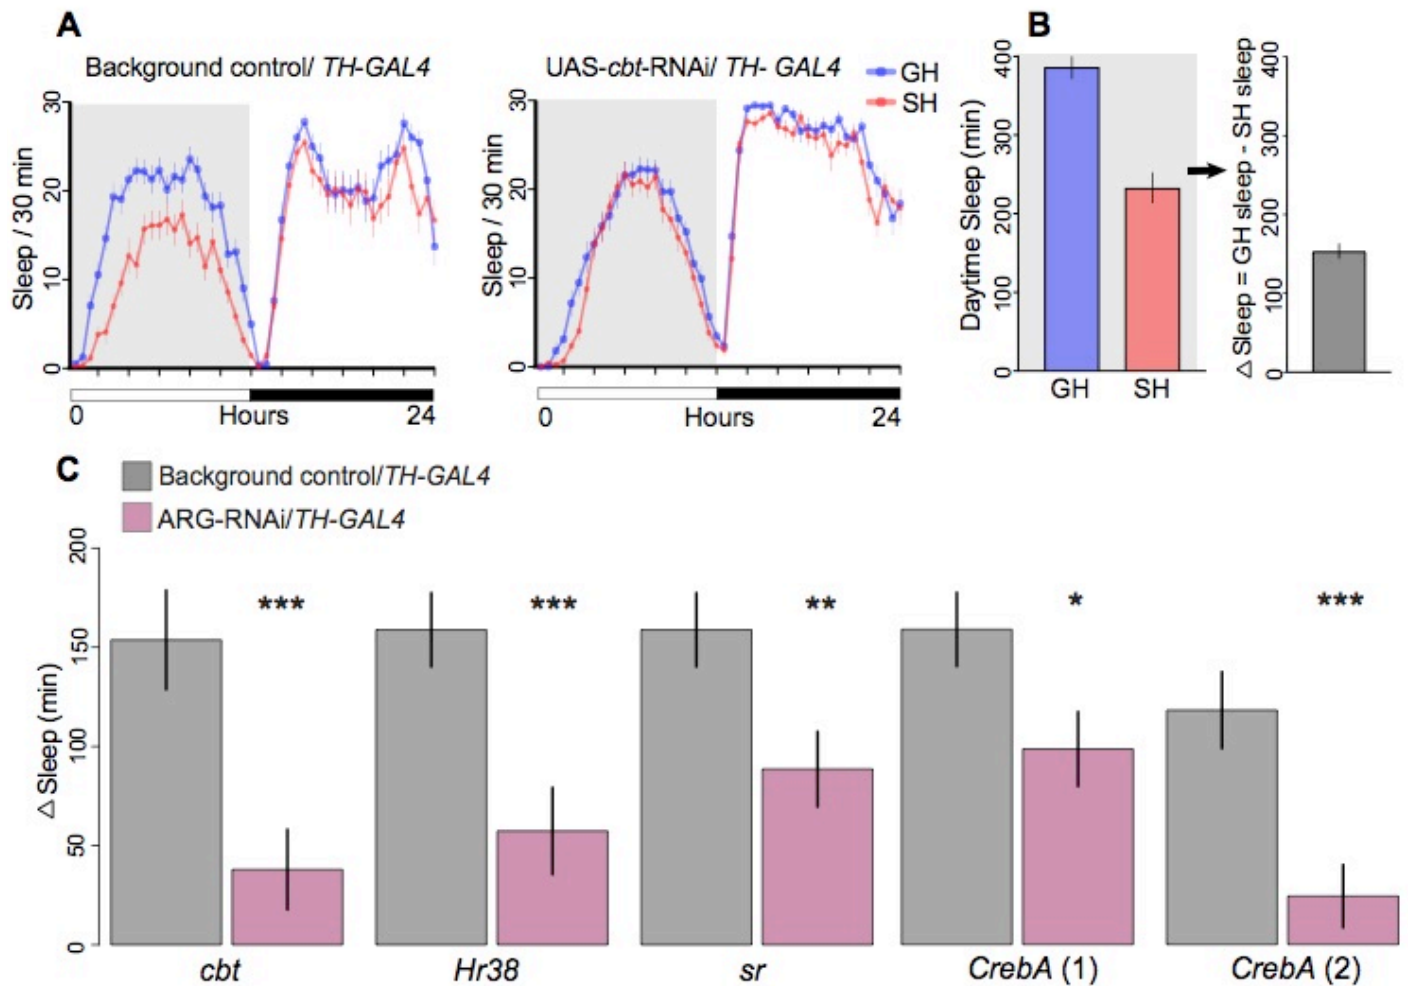 A
B
Background control/ TH-GAL4
UAS-cbt-RNAi/ TH- GAL4
GH
SH
Sleep / 30 min
0 10 20 30
0 Hours 24
Sleep / 30 min
0 10 20 30
0 Hours 24
Daytime Sleep (min)
0 100 200 300 400
GH SH
△ Sleep = GH sleep - SH sleep
0 100 200 300 400
C
Background control/TH-GAL4
ARG-RNAi/TH-GAL4
△ Sleep (min)
0 50 100 150 200
*** *** ** * ***
cbt Hr38 sr CrebA (1) CrebA (2)